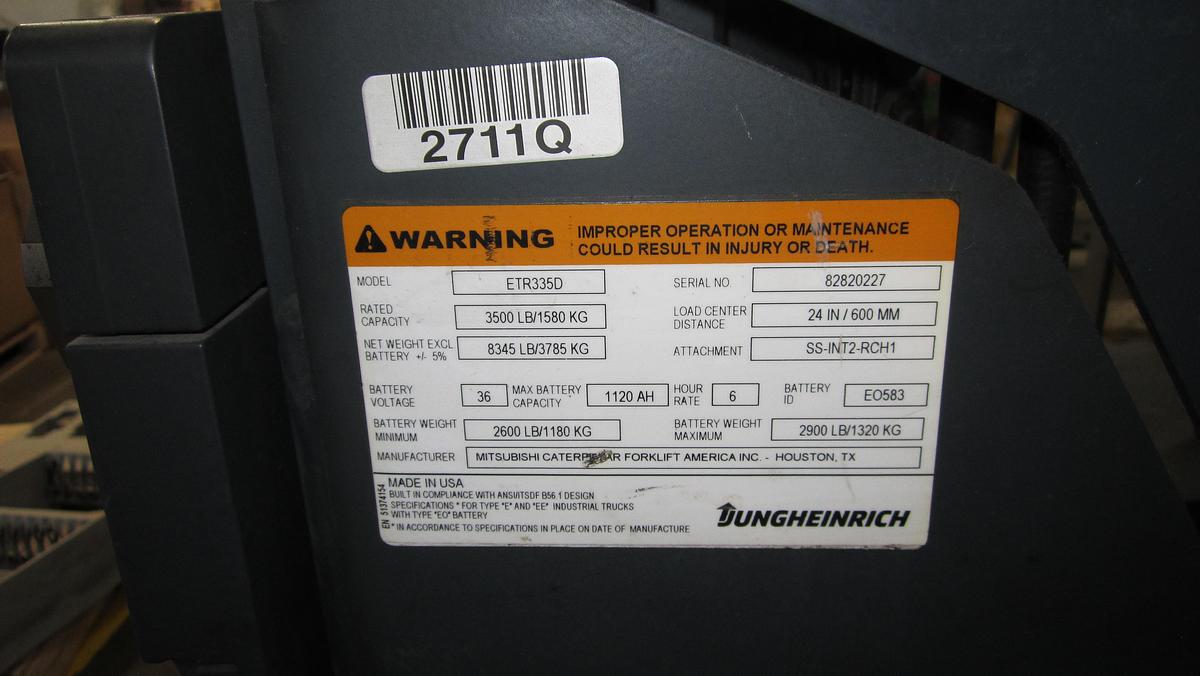 2711Q
WARNING
IMPROPER OPERATION OR MAINTENANCE
COULD RESULT IN INJURY OR DEATH.
MODEL ETR335D SERIAL NO. 82820227
RATED CAPACITY 3500 LB/1580 KG LOAD CENTER DISTANCE 24 IN / 600 MM
NET WEIGHT EXCL BATTERY +/- 5% 8345 LB/3785 KG ATTACHMENT SS-INT2-RCH1
BATTERY VOLTAGE 36 MAX BATTERY CAPACITY 1120 AH HOUR RATE 6 BATTERY ID EO583
BATTERY WEIGHT MINIMUM 2600 LB/1180 KG BATTERY WEIGHT MAXIMUM 2900 LB/1320 KG
MANUFACTURER MITSUBISHI CATERPILLAR FORKLIFT AMERICA INC. - HOUSTON, TX
EN 51374154
MADE IN USA
BUILT IN COMPLIANCE WITH ANSI/ITSDF B56.1 DESIGN
SPECIFICATIONS * FOR TYPE "E" AND "EE" INDUSTRIAL TRUCKS
WITH TYPE "EO" BATTERY
* IN ACCORDANCE TO SPECIFICATIONS IN PLACE ON DATE OF MANUFACTURE
JUNGHEINRICH